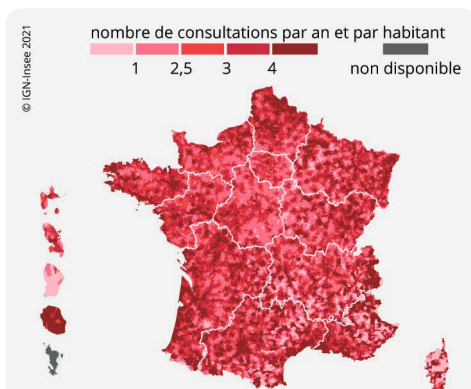 nombre de consultations par an et par habitant
1 2,5 3 4 non disponible
© IGN-Insee 2021